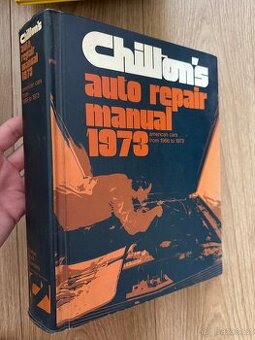 Chilton's
auto repair
manual
1973
american cars
from 1966 to 1973